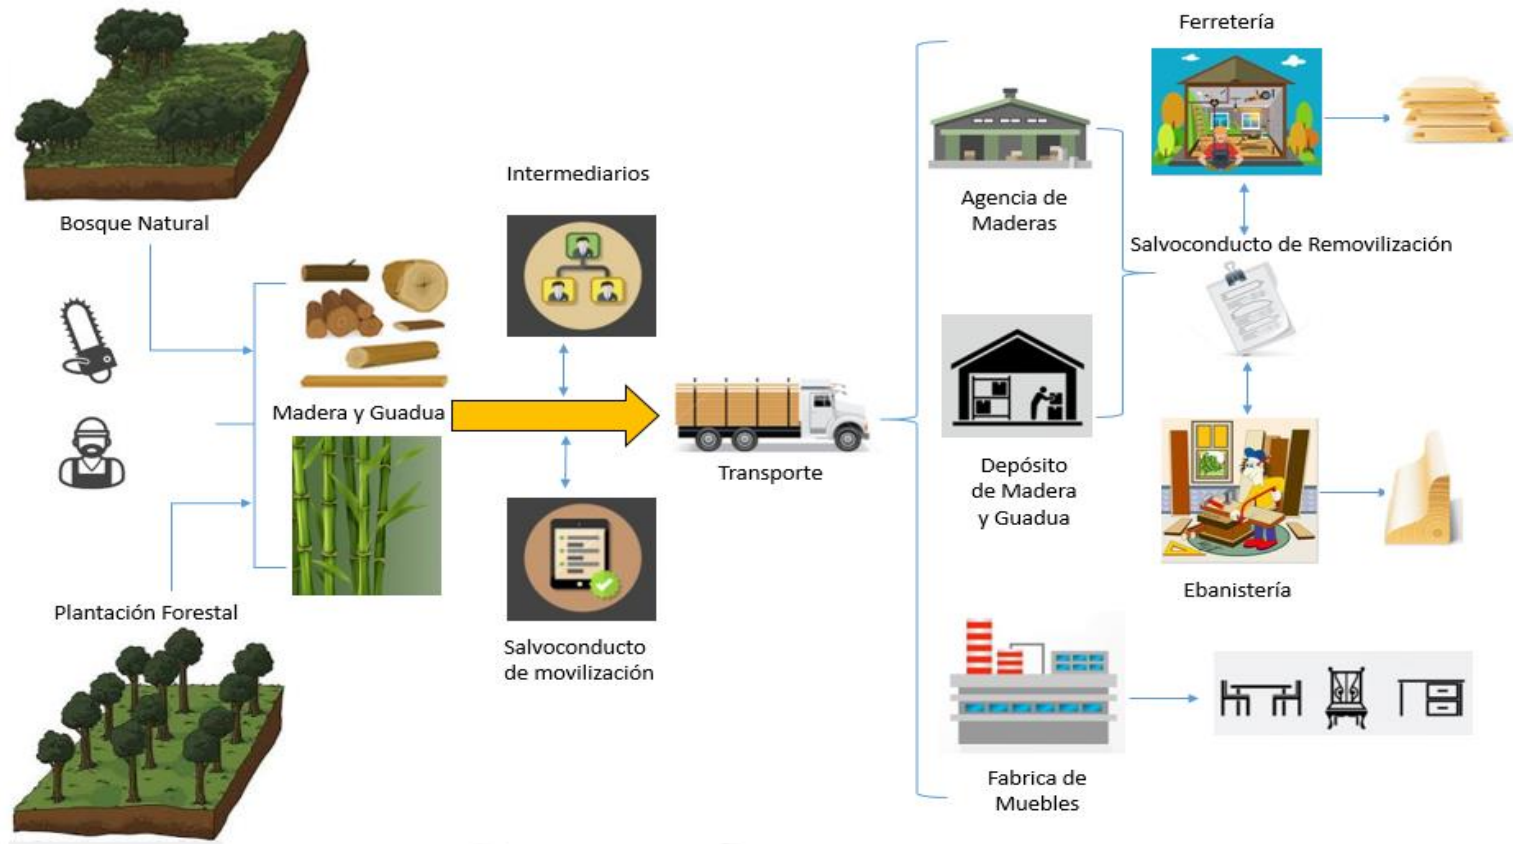 Ferretería
Intermediarios
Agencia de
Maderas
Bosque Natural
Salvoconducto de Removilización
Madera y Guadua
Transporte
Depósito
de Madera
y Guadua
Ebanistería
Plantación Forestal
Salvoconducto
de movilización
Fabrica de
Muebles